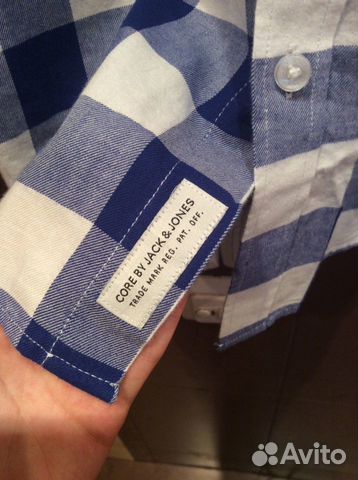 CORE BY JACK & JONES
TRADE MARK REG. PAT. OFF.
Avito